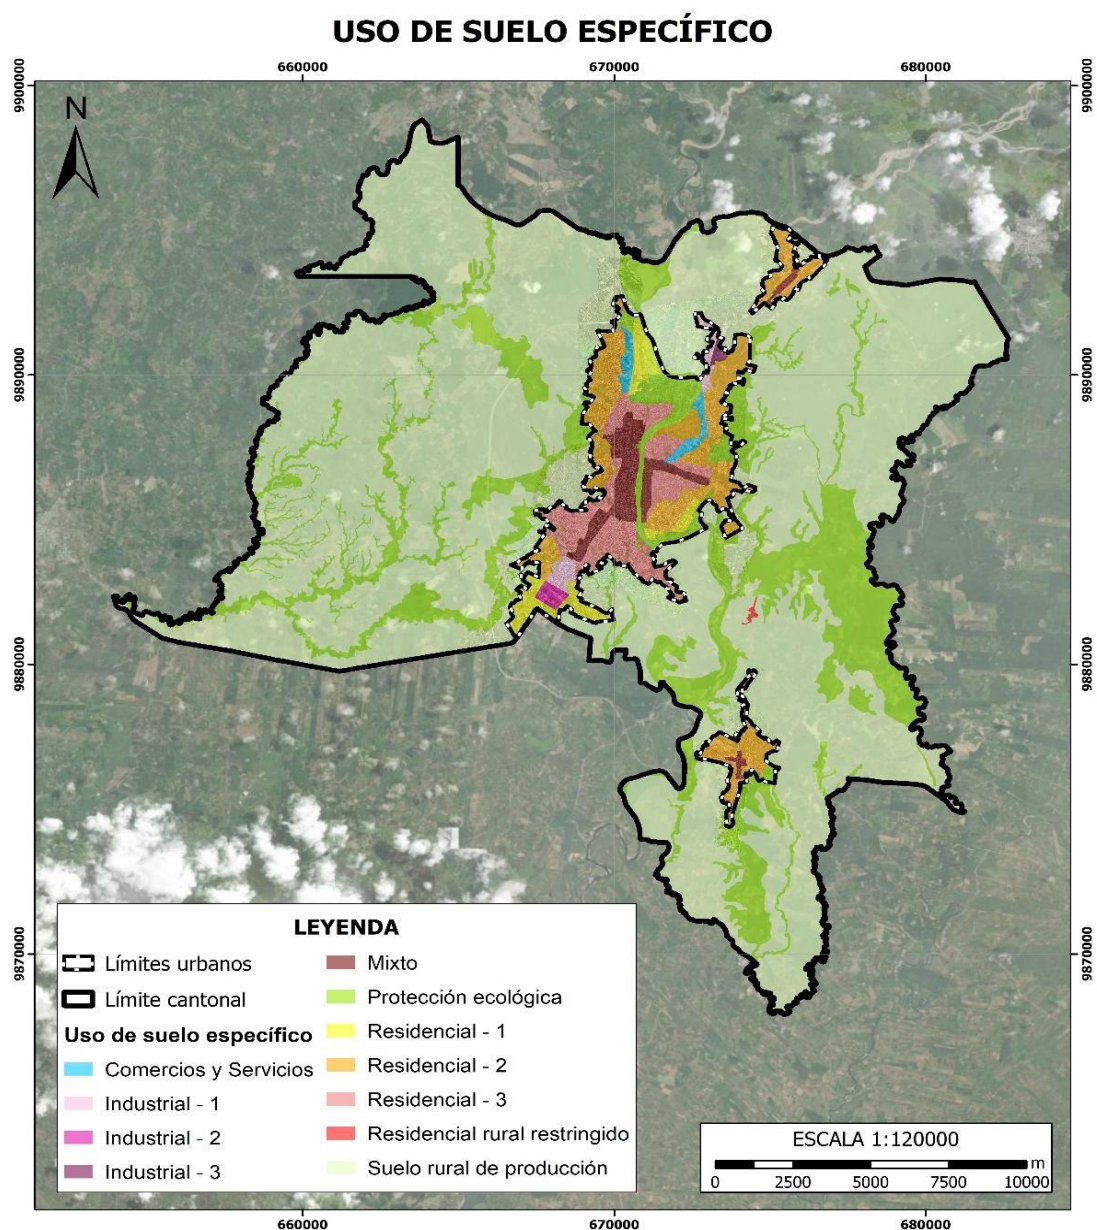 USO DE SUELO ESPECÍFICO
660000 670000 680000
9900000 9900000
N
9890000 9890000
9880000 9880000
9870000 9870000
LEYENDA
Límites urbanos
Límite cantonal
Uso de suelo específico
Comercios y Servicios
Industrial - 1
Industrial - 2
Industrial - 3
Mixto
Protección ecológica
Residencial - 1
Residencial - 2
Residencial - 3
Residencial rural restringido
Suelo rural de producción
ESCALA 1:120000
m
0 2500 5000 7500 10000
660000 670000 680000